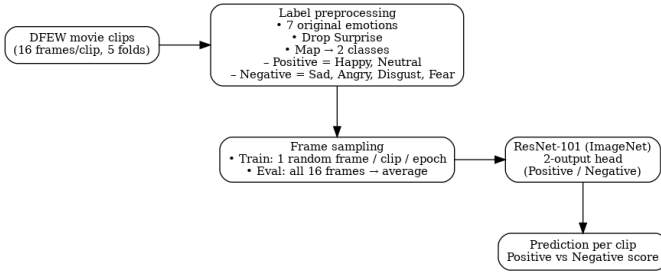 DFEW movie clips
(16 frames/clip, 5 folds)
Label preprocessing
• 7 original emotions
• Drop Surprise
• Map → 2 classes
– Positive = Happy, Neutral
– Negative = Sad, Angry, Disgust, Fear
Frame sampling
• Train: 1 random frame / clip / epoch
• Eval: all 16 frames → average
ResNet-101 (ImageNet)
2-output head
(Positive / Negative)
Prediction per clip
Positive vs Negative score